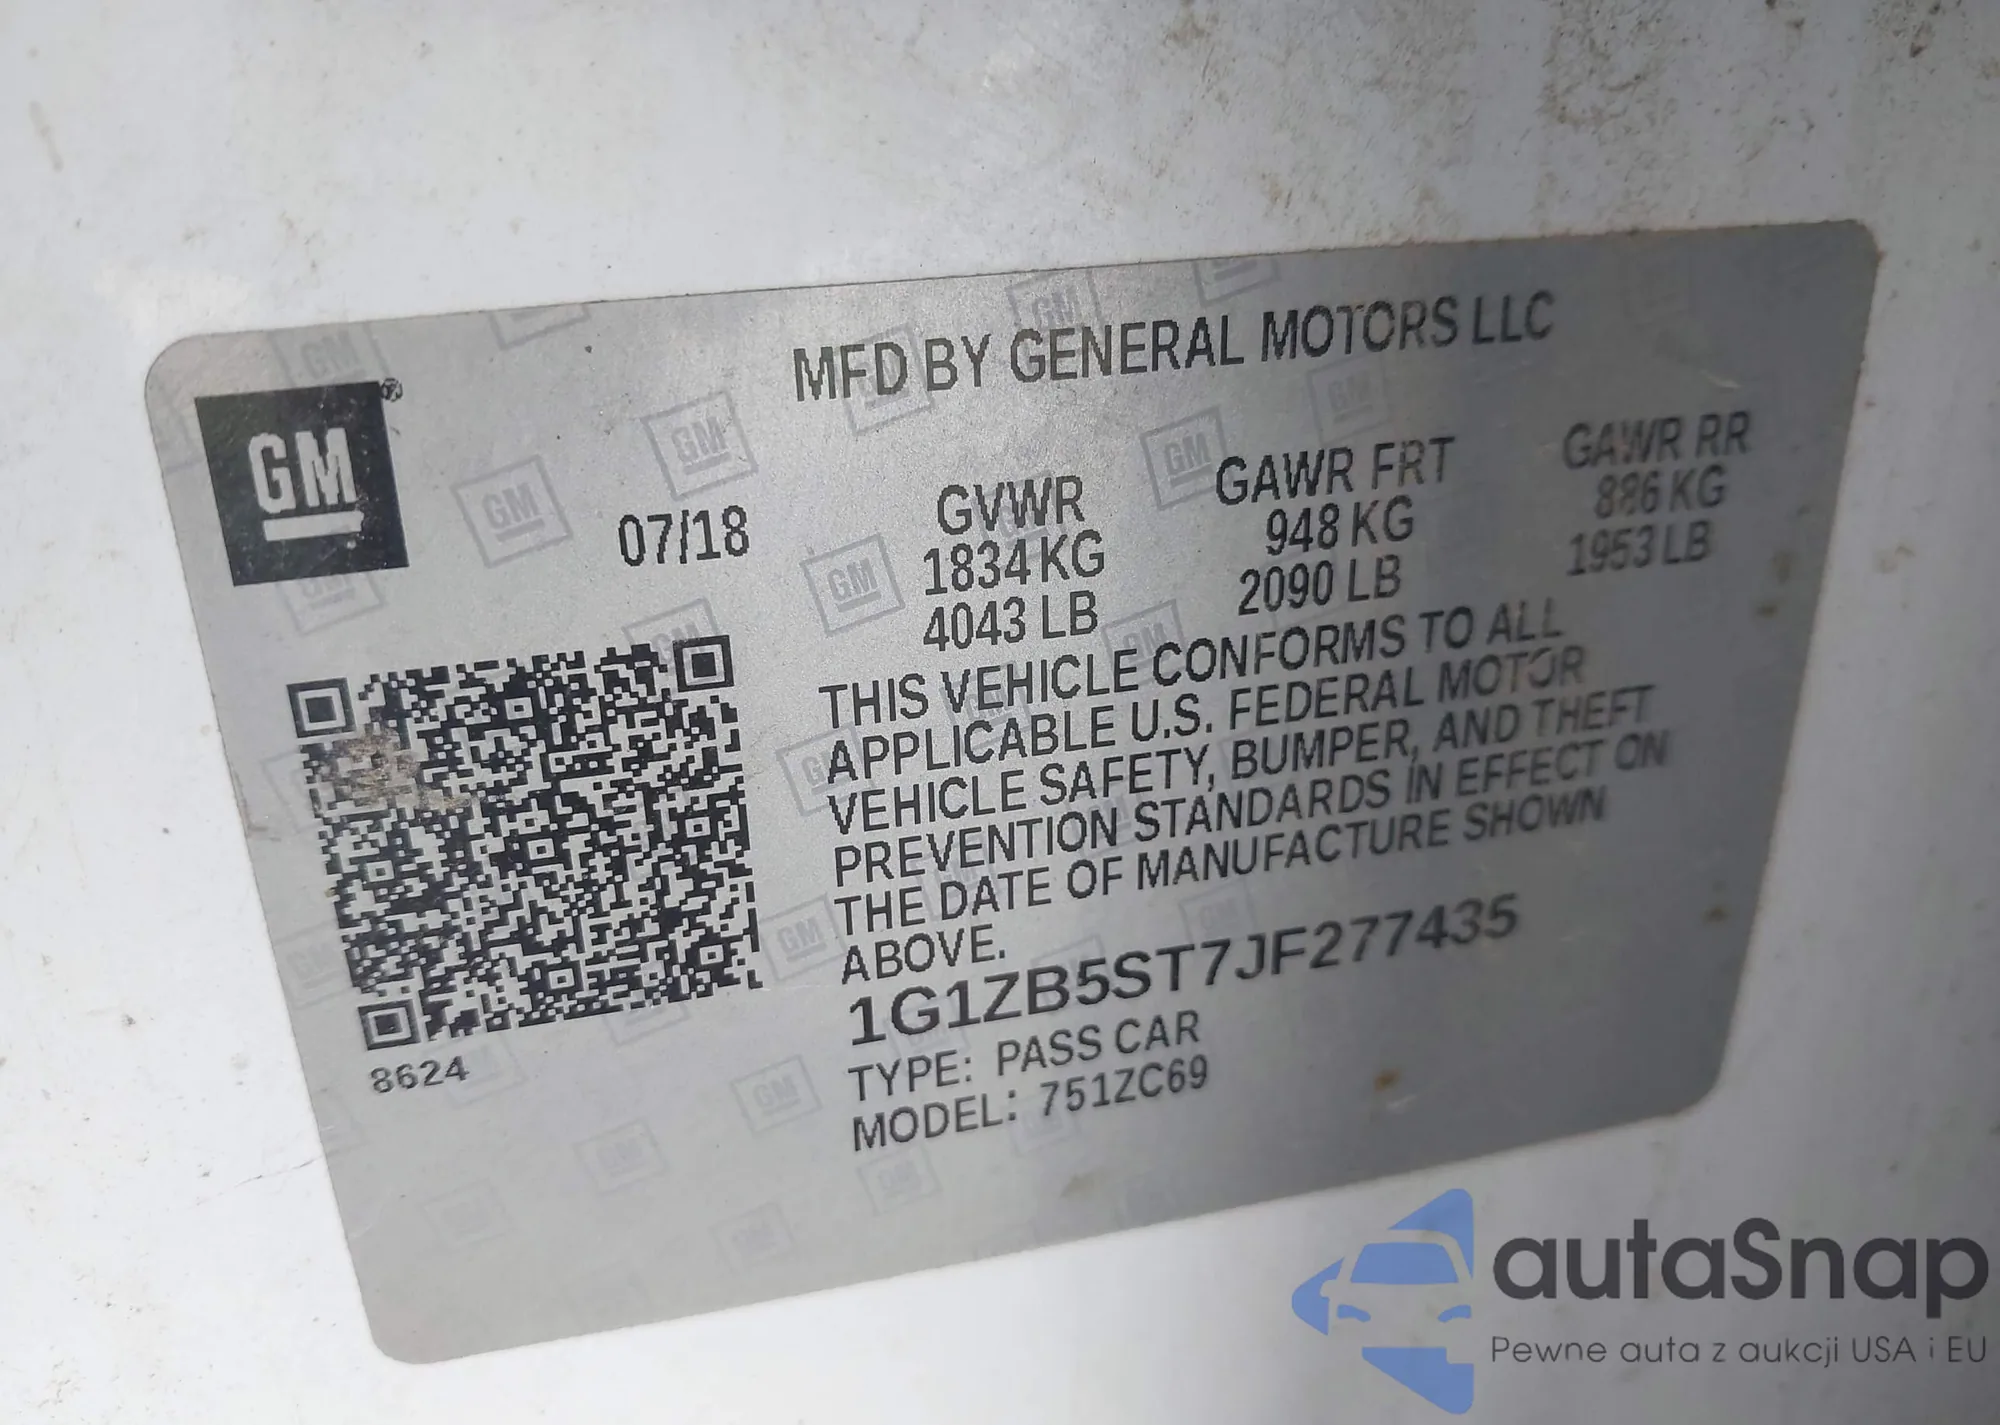 MFD BY GENERAL MOTORS LLC
GM
®
07/18
GVWR
1834 KG
4043 LB
GAWR FRT
948 KG
2090 LB
GAWR RR
886 KG
1953 LB
THIS VEHICLE CONFORMS TO ALL
APPLICABLE U.S. FEDERAL MOTOR
VEHICLE SAFETY, BUMPER, AND THEFT
PREVENTION STANDARDS IN EFFECT ON
THE DATE OF MANUFACTURE SHOWN
ABOVE.
1G1ZB5ST7JF277435
TYPE: PASS CAR
MODEL: 751ZC69
8624
autaSnap
Pewne auta z aukcji USA i EU